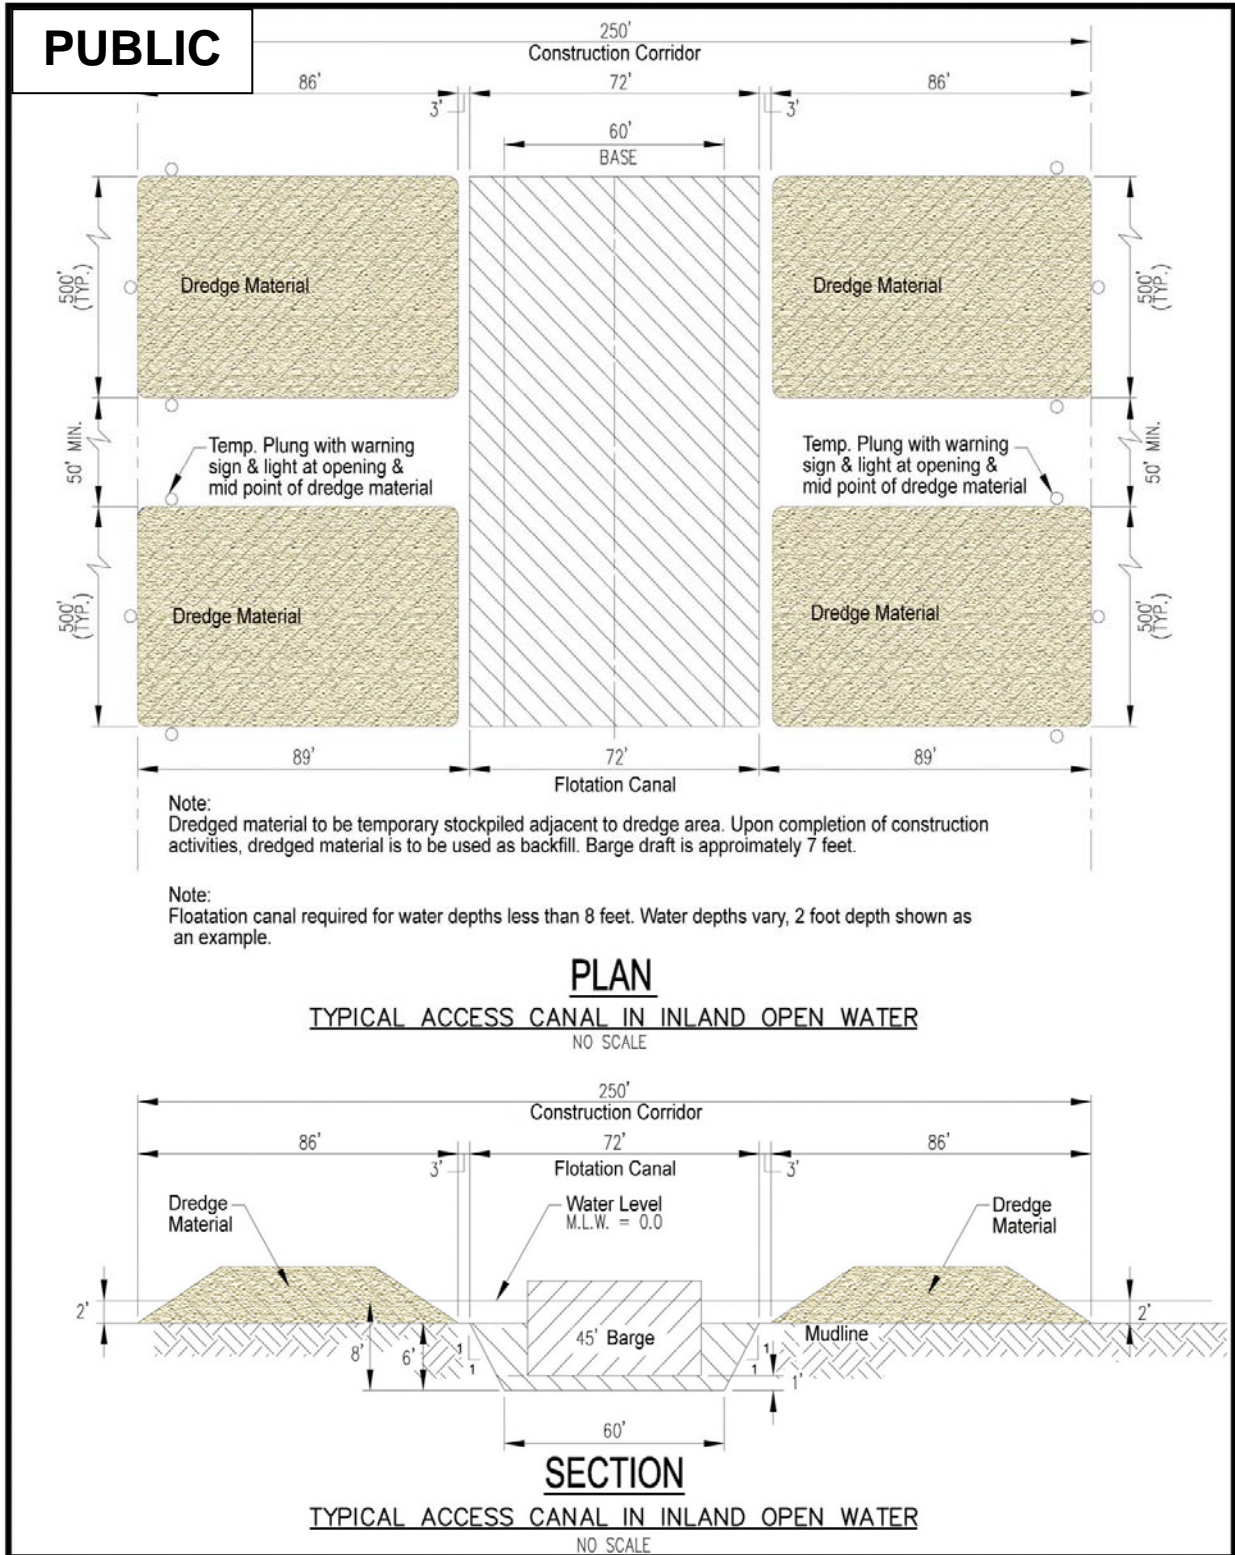 PUBLIC
250'
Construction Corridor
86'
72'
86'
3'
3'
60'
BASE
Dredge Material
Dredge Material
500'
(TYP.)
500'
(TYP.)
50' MIN.
50' MIN.
Temp. Plung with warning
sign & light at opening &
mid point of dredge material
Temp. Plung with warning
sign & light at opening &
mid point of dredge material
500'
(TYP.)
500'
(TYP.)
Dredge Material
Dredge Material
89'
72'
89'
Flotation Canal
Note:
Dredged material to be temporary stockpiled adjacent to dredge area. Upon completion of construction
activities, dredged material is to be used as backfill. Barge draft is approimately 7 feet.
Note:
Floatation canal required for water depths less than 8 feet. Water depths vary, 2 foot depth shown as
an example.
PLAN
TYPICAL ACCESS CANAL IN INLAND OPEN WATER
NO SCALE
250'
Construction Corridor
86'
72'
86'
3'
Flotation Canal
3'
Dredge
Material
Water Level
M.L.W. = 0.0
Dredge
Material
2'
2'
45' Barge
Mudline
8'
6'
1
1
1
1
1'
60'
SECTION
TYPICAL ACCESS CANAL IN INLAND OPEN WATER
NO SCALE